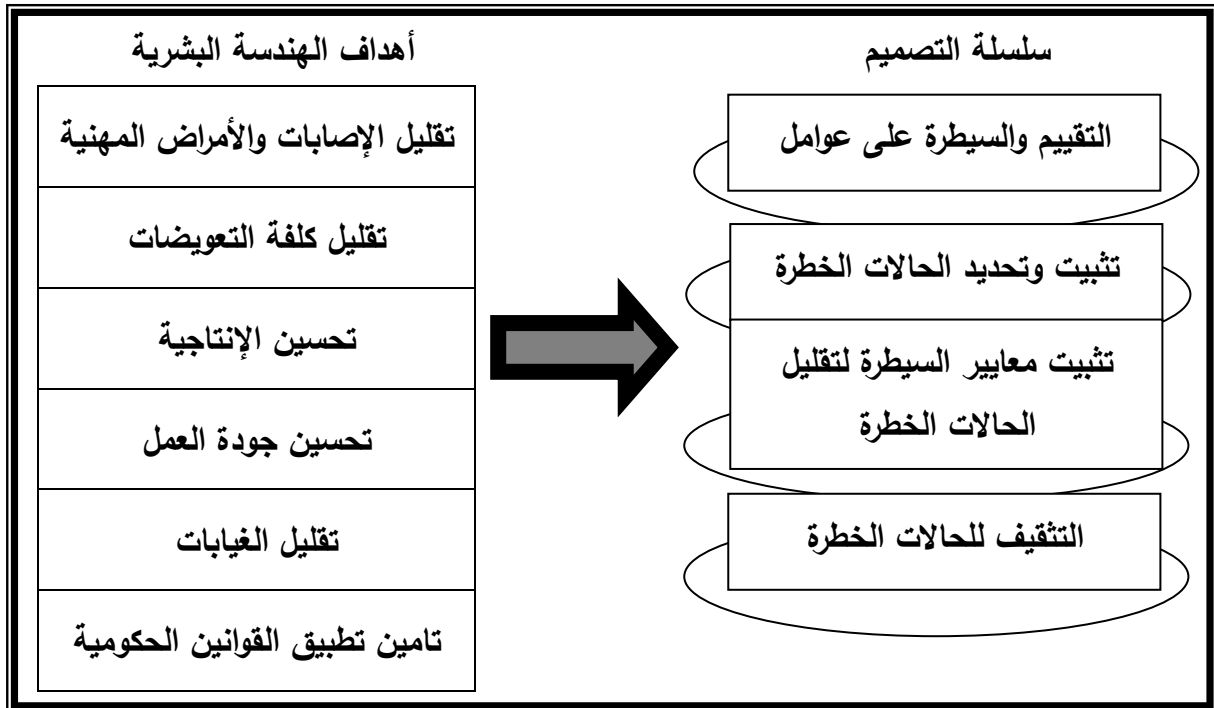 سلسلة التصميم
التقييم والسيطرة على عوامل
تثبيت وتحديد الحالات الخطرة
تثبيت معايير السيطرة لتقليل
الحالات الخطرة
التثقيف للحالات الخطرة
أهداف الهندسة البشرية
تقليل الإصابات والأمراض المهنية
تقليل كلفة التعويضات
تحسين الإنتاجية
تحسين جودة العمل
تقليل الغيابات
تامين تطبيق القوانين الحكومية